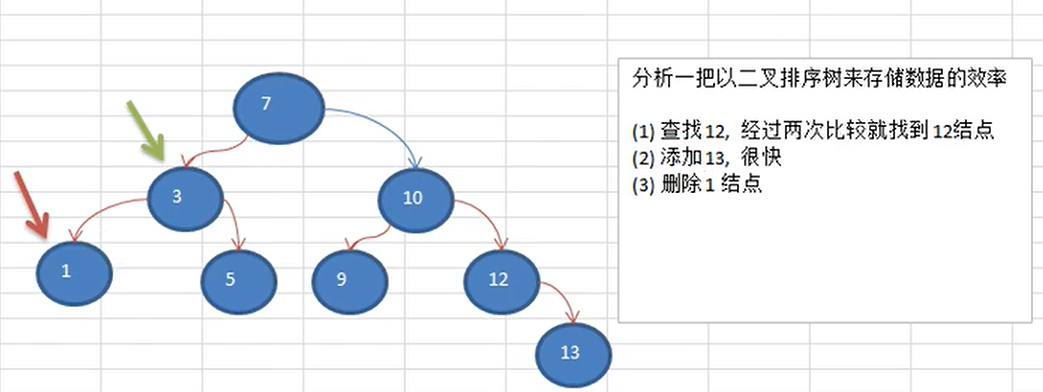 7
3
10
1
5
9
12
13
分析一把以二叉排序树来存储数据的效率
(1) 查找12, 经过两次比较就找到12结点
(2) 添加13, 很快
(3) 删除1 结点